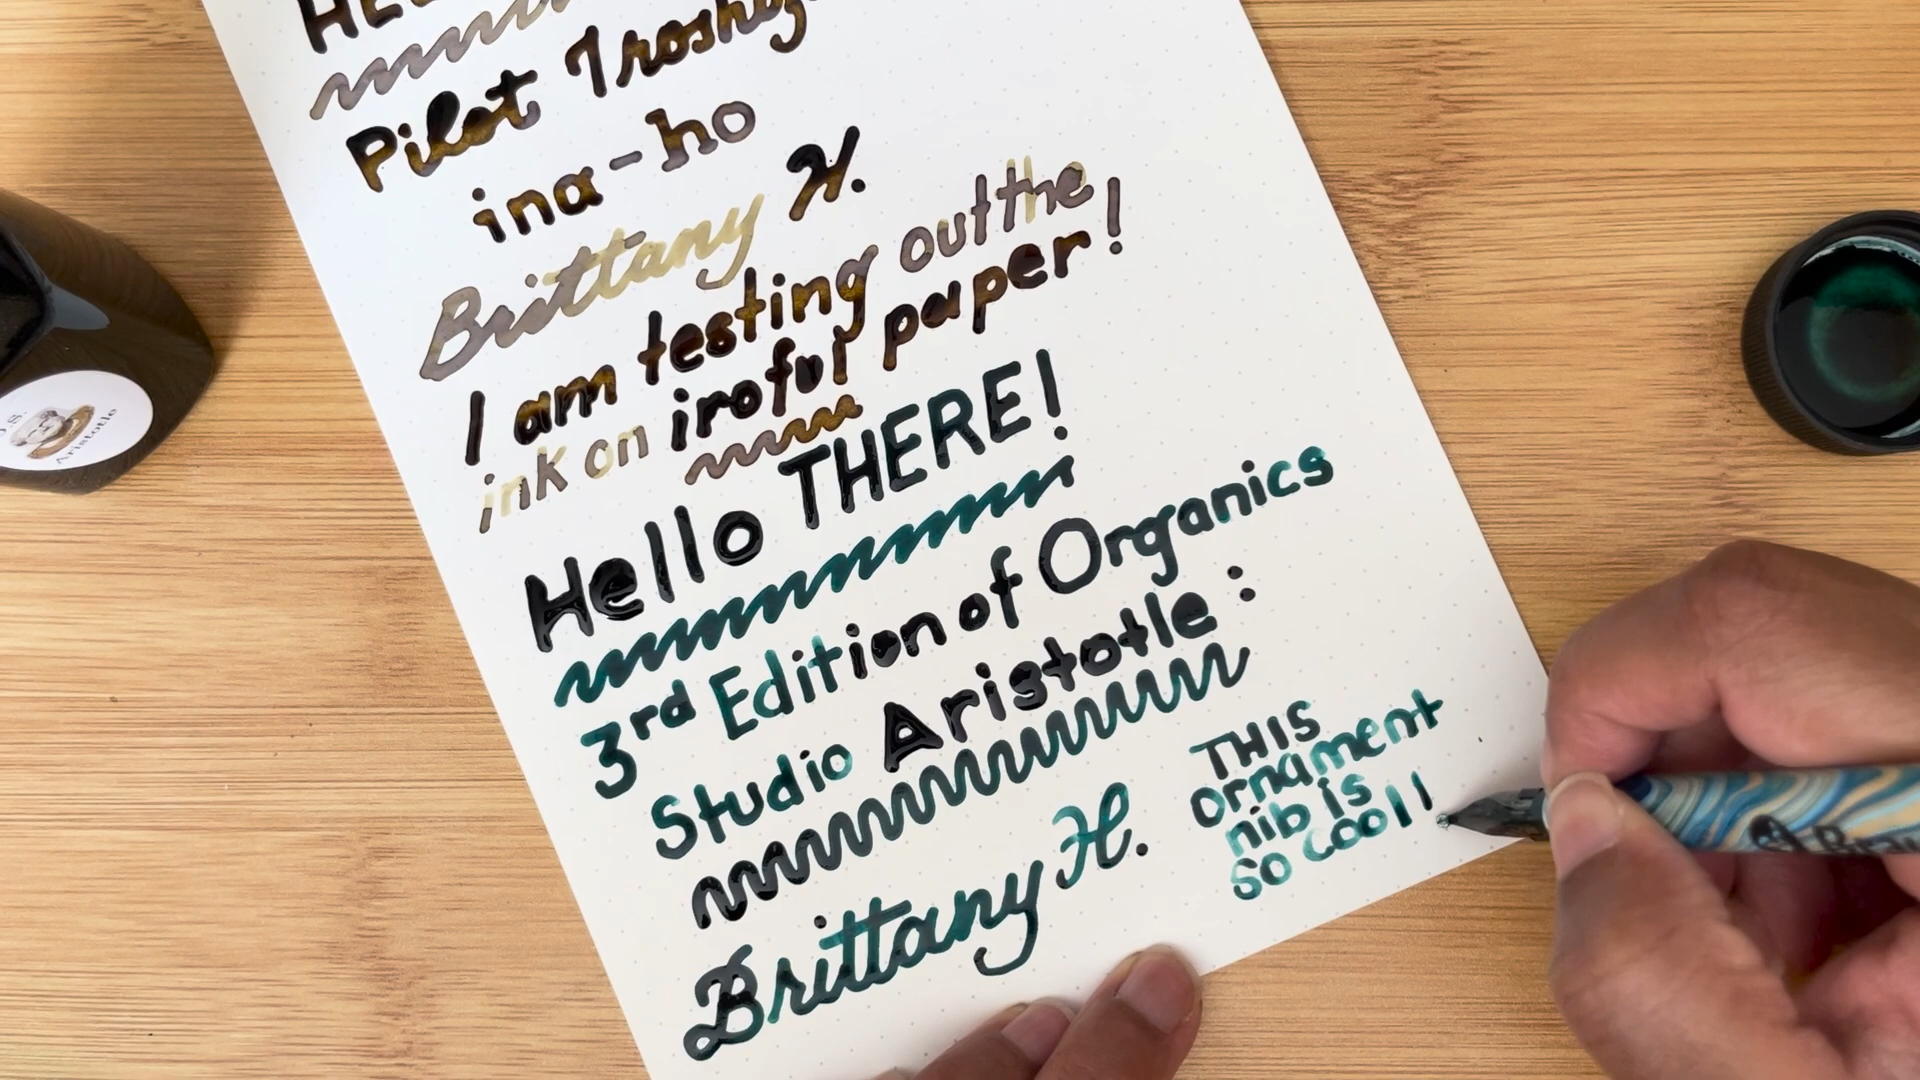 Pilot Iroshizu
ina-ho
Brittany H.
I am testing out the
ink on iroful paper!
Hello THERE!
3rd Edition of Organics
Studio Aristotle:
THIS
ornament
nib is
so cool!
Brittany H.
O.S.
Aristotle